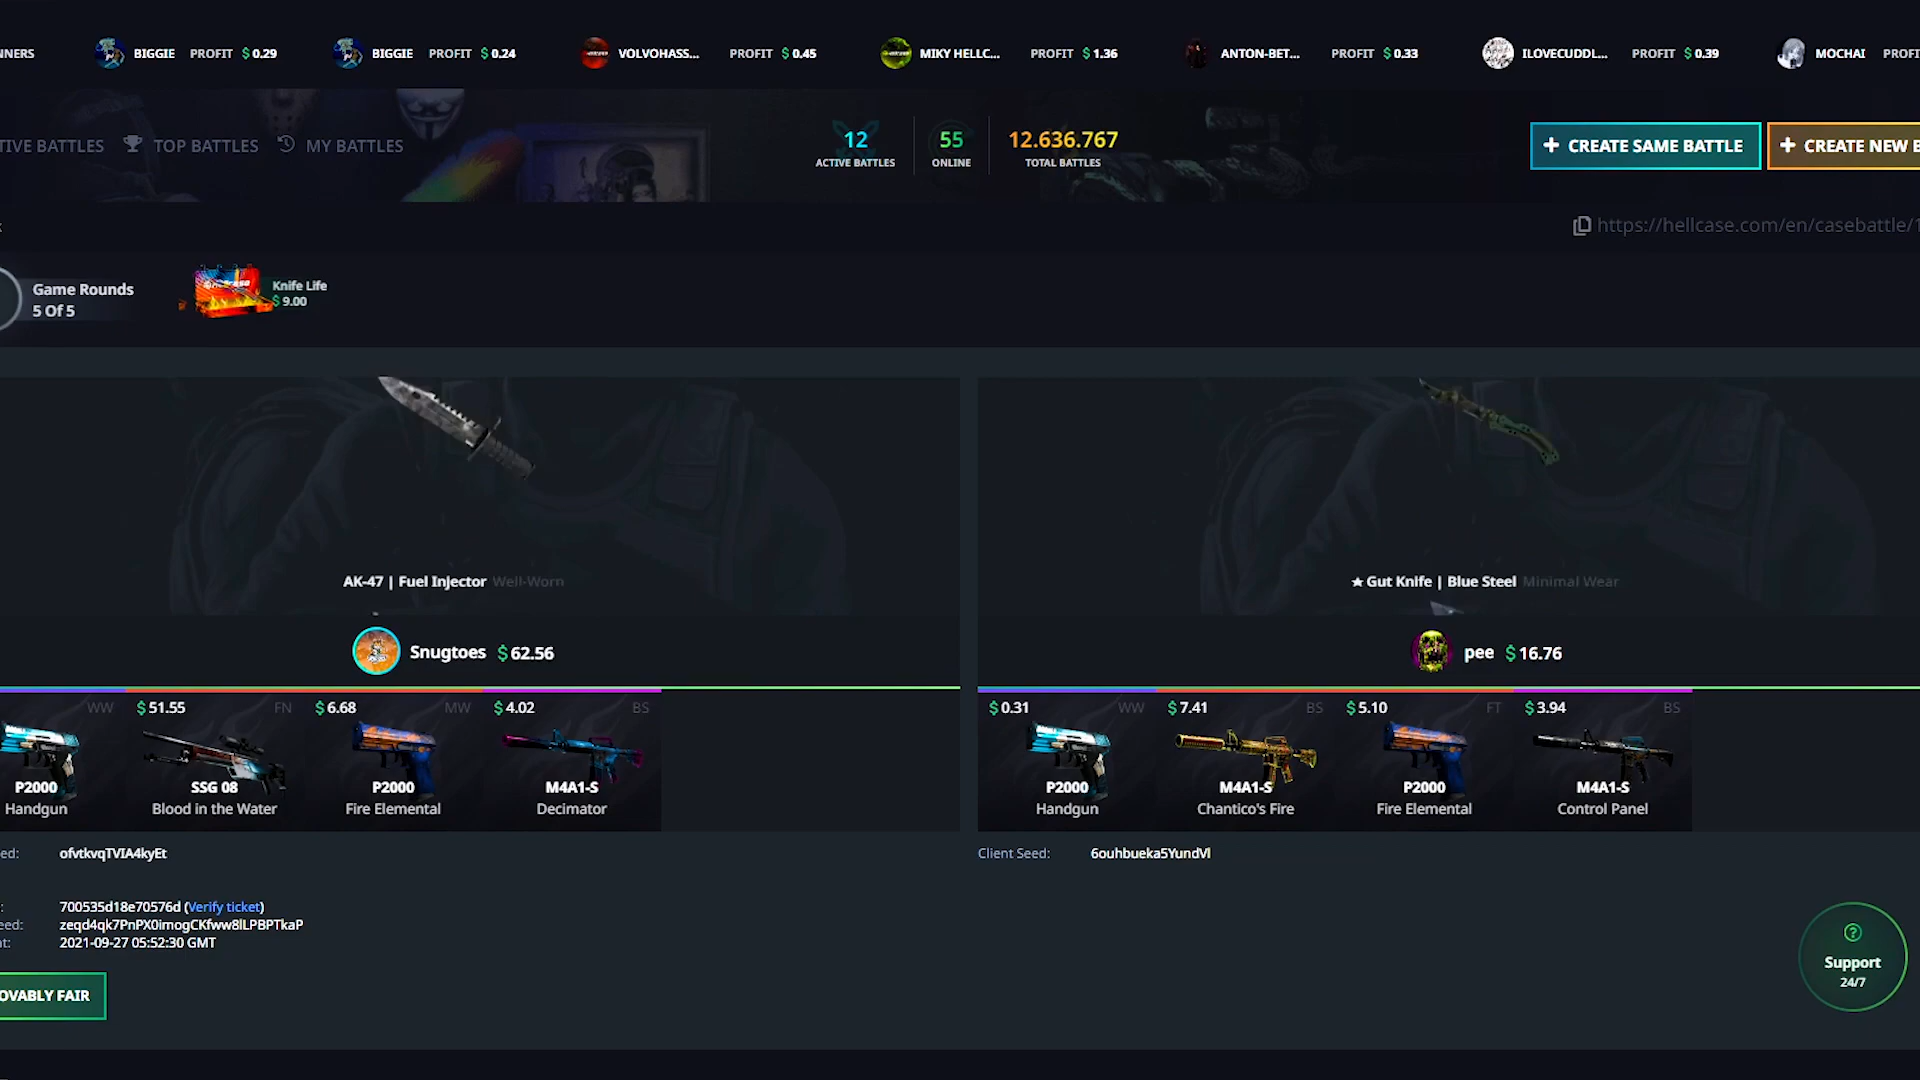 NNERS
BIGGIE PROFIT $ 0.29
BIGGIE PROFIT $ 0.24
VOLVOHASS... PROFIT $ 0.45
MIKY HELLC... PROFIT $ 1.36
ANTON-BET... PROFIT $ 0.33
ILOVECUDDL... PROFIT $ 0.39
MOCHAI PROFI
TIVE BATTLES TOP BATTLES MY BATTLES
12
ACTIVE BATTLES
55
ONLINE
12.636.767
TOTAL BATTLES
+ CREATE SAME BATTLE
+ CREATE NEW B
https://hellcase.com/en/casebattle/1
Game Rounds
5 Of 5
Knife Life
$ 9.00
AK-47 | Fuel Injector Well-Worn
Snugtoes $ 62.56
WW
P2000
Handgun
$ 51.55 FN
SSG 08
Blood in the Water
$ 6.68 MW
P2000
Fire Elemental
$ 4.02 BS
M4A1-S
Decimator
★ Gut Knife | Blue Steel Minimal Wear
pee $ 16.76
$ 0.31 WW
P2000
Handgun
$ 7.41 BS
M4A1-S
Chantico's Fire
$ 5.10 FT
P2000
Fire Elemental
$ 3.94 BS
M4A1-S
Control Panel
ed: ofvtkvqTVIA4kyEt
Client Seed: 6ouhbueka5YundVl
: 700535d18e70576d (Verify ticket)
eed: zeqd4qk7PnPX0imogCKfww8lLPBPTkaP
at: 2021-09-27 05:52:30 GMT
OVABLY FAIR
Support
24/7